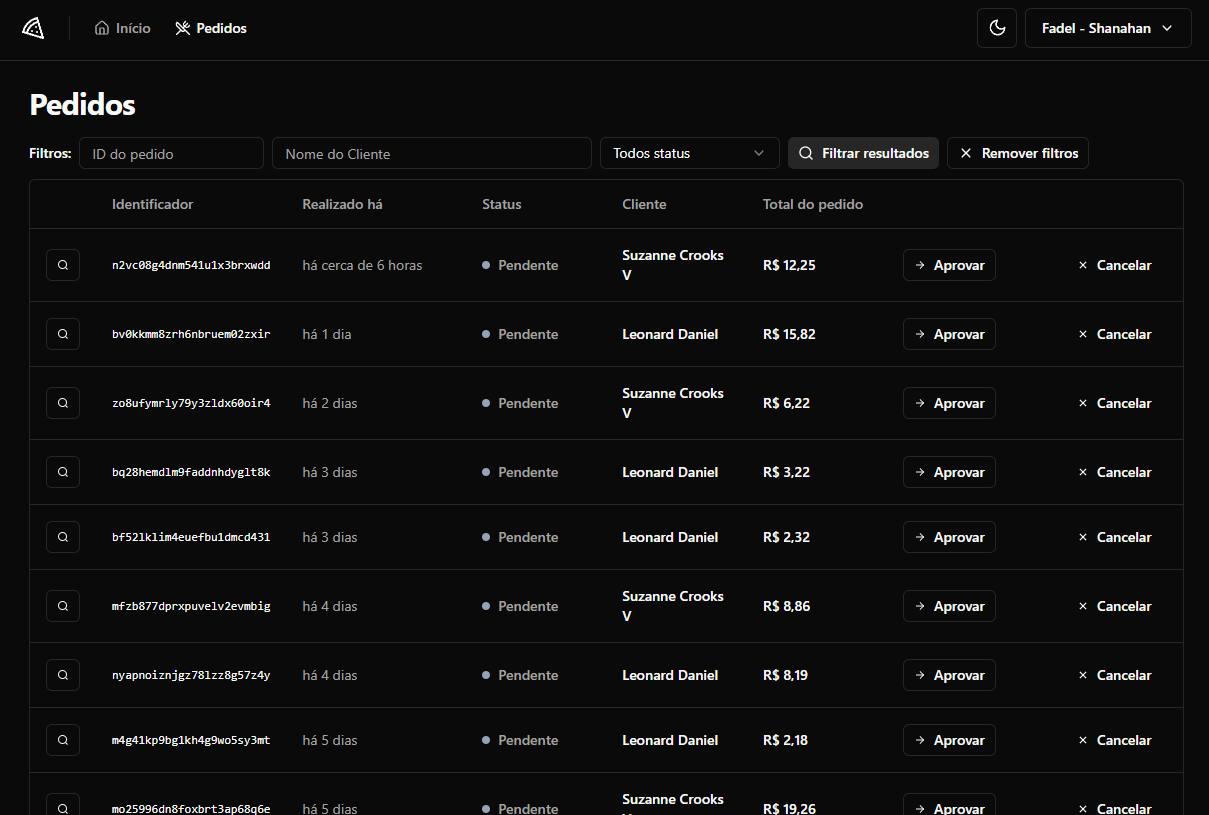 Início Pedidos Fadel - Shanahan
Pedidos
Filtros: ID do pedido Nome do Cliente Todos status Filtrar resultados Remover filtros
Identificador Realizado há Status Cliente Total do pedido
n2vc08g4dnm541u1x3brxwdd há cerca de 6 horas Pendente Suzanne Crooks V R$ 12,25 Aprovar Cancelar
bv0kkmm8zrh6nbruem02zxir há 1 dia Pendente Leonard Daniel R$ 15,82 Aprovar Cancelar
zo8ufymrly79y3zldx60oir4 há 2 dias Pendente Suzanne Crooks V R$ 6,22 Aprovar Cancelar
bq28hemdlm9faddnhdyglt8k há 3 dias Pendente Leonard Daniel R$ 3,22 Aprovar Cancelar
bf52lklim4euefbu1dmcd431 há 3 dias Pendente Leonard Daniel R$ 2,32 Aprovar Cancelar
mfzb877dprxpuvelv2evmbig há 4 dias Pendente Suzanne Crooks V R$ 8,86 Aprovar Cancelar
nyapnoiznjgz78lzz8g57z4y há 4 dias Pendente Leonard Daniel R$ 8,19 Aprovar Cancelar
m4g41kp9bg1kh4g9wo5sy3mt há 5 dias Pendente Leonard Daniel R$ 2,18 Aprovar Cancelar
mo25996dn8foxbrt3ap68q6e há 5 dias Pendente Suzanne Crooks R$ 19,26 Aprovar Cancelar